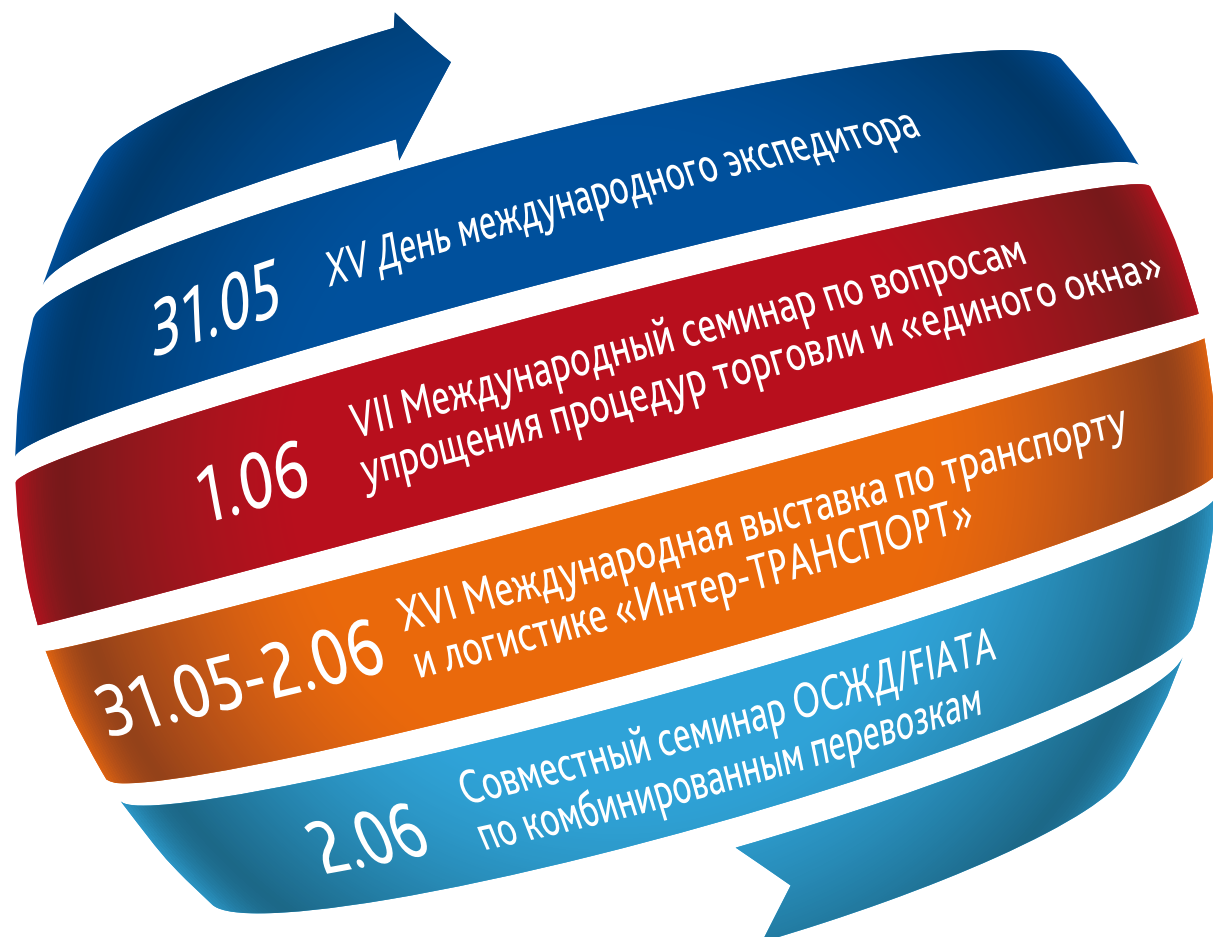 31.05
XV День международного экспедитора
1.06
VII Международный семинар по вопросам
упрощения процедур торговли и «единого окна»
31.05-2.06
XVI Международная выставка по транспорту
и логистике «Интер-ТРАНСПОРТ»
2.06
Совместный семинар ОСЖД/FIATA
по комбинированным перевозкам